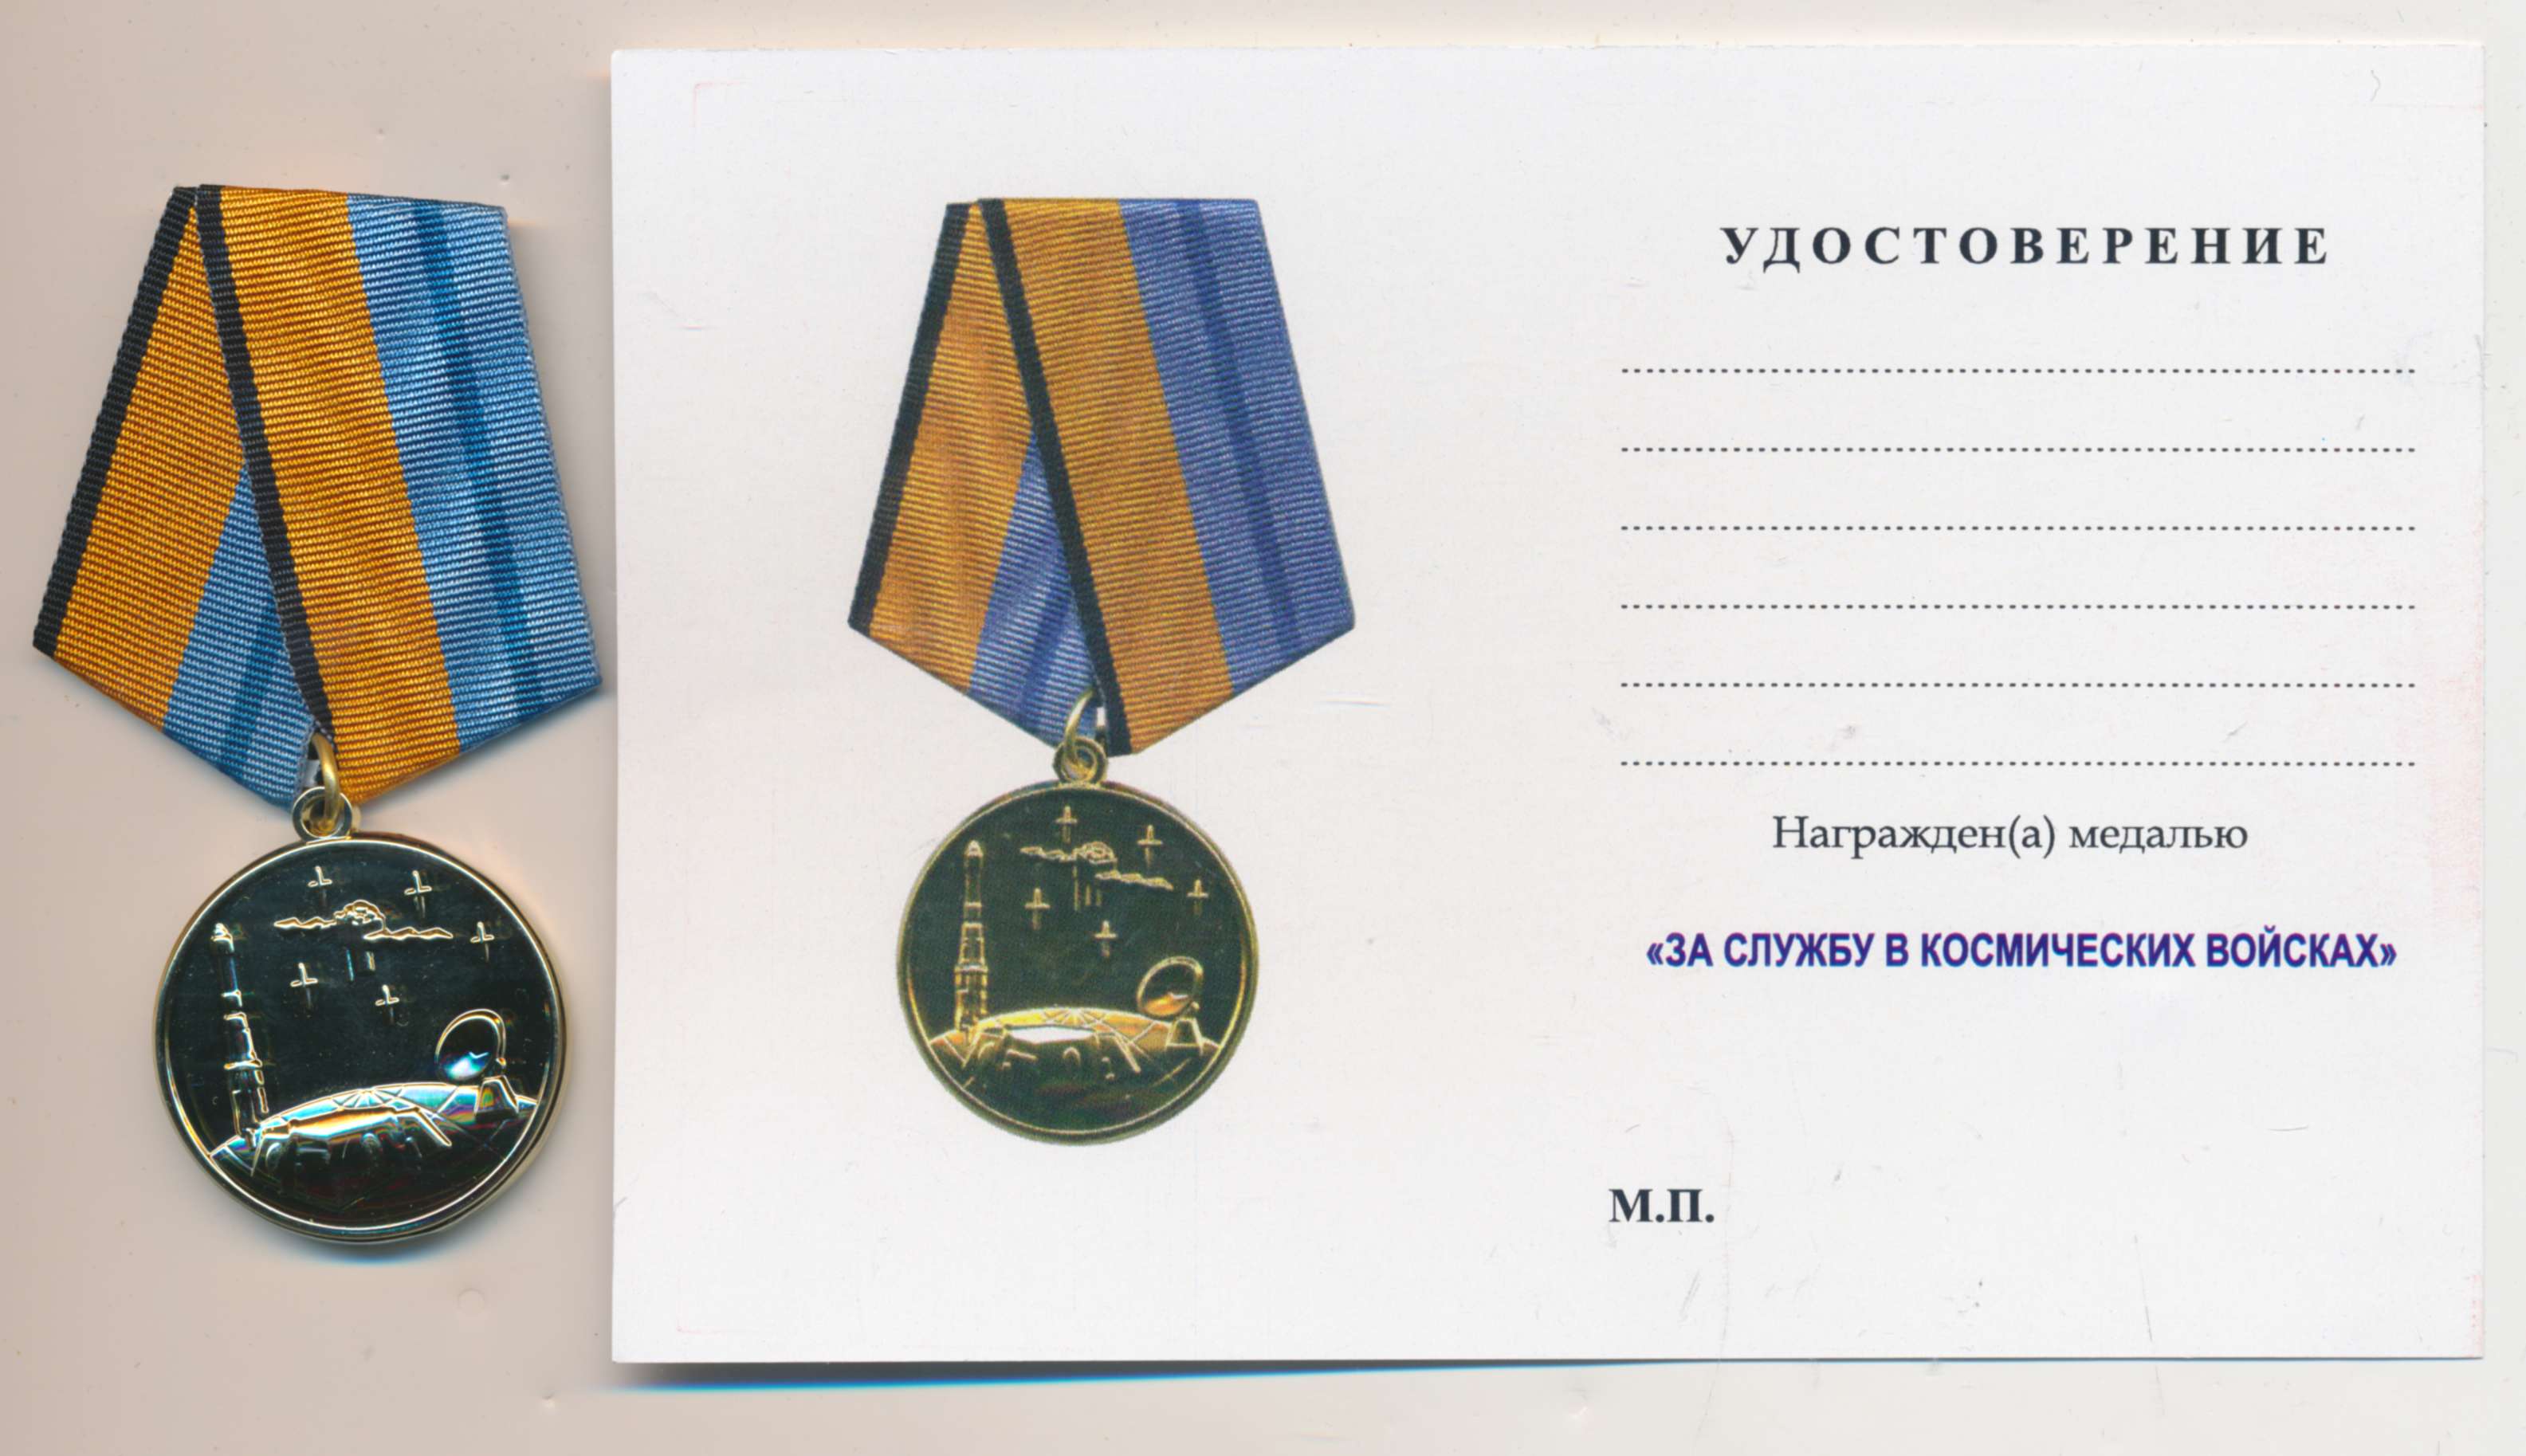 УДОСТОВЕРЕНИЕ
Награжден(а) медалью
«ЗА СЛУЖБУ В КОСМИЧЕСКИХ ВОЙСКАХ»
М.П.